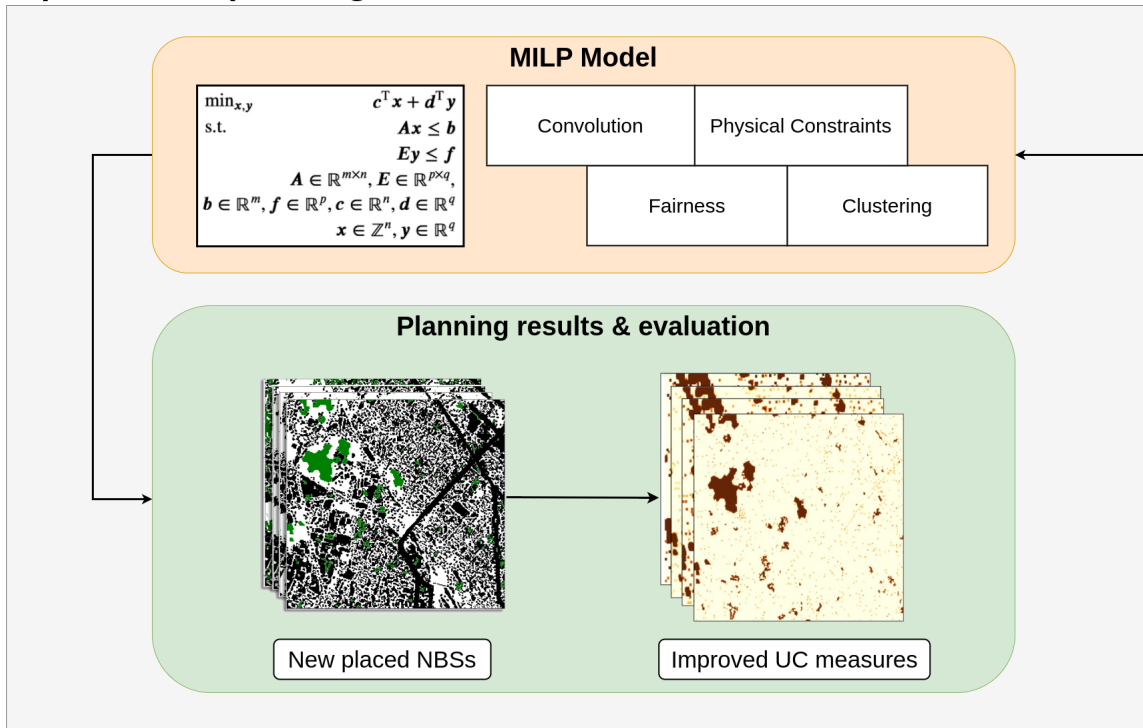 MILP Model
min_{x,y} c^T x + d^T y
s.t. Ax ≤ b
Ey ≤ f
A ∈ ℝ^{m×n}, E ∈ ℝ^{p×q},
b ∈ ℝ^m, f ∈ ℝ^p, c ∈ ℝ^n, d ∈ ℝ^q
x ∈ ℤ^n, y ∈ ℝ^q
Convolution
Physical Constraints
Fairness
Clustering
Planning results & evaluation
New placed NBSs
Improved UC measures